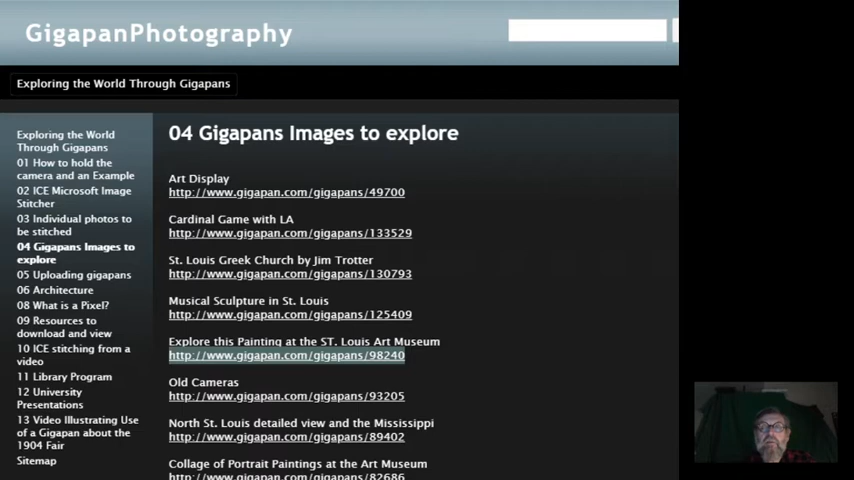 GigapanPhotography
Exploring the World Through Gigapans
Exploring the World
Through Gigapans
01 How to hold the
camera and an Example
02 ICE Microsoft Image
Stitcher
03 Individual photos to
be stitched
04 Gigapans Images to
explore
05 Uploading gigapans
06 Architecture
08 What is a Pixel?
09 Resources to
download and view
10 ICE stitching from a
video
11 Library Program
12 University
Presentations
13 Video Illustrating Use
of a Gigapan about the
1904 Fair
Sitemap
04 Gigapans Images to explore
Art Display
http://www.gigapan.com/gigapans/49700
Cardinal Game with LA
http://www.gigapan.com/gigapans/133529
St. Louis Greek Church by Jim Trotter
http://www.gigapan.com/gigapans/130793
Musical Sculpture in St. Louis
http://www.gigapan.com/gigapans/125409
Explore this Painting at the ST. Louis Art Museum
http://www.gigapan.com/gigapans/98240
Old Cameras
http://www.gigapan.com/gigapans/93205
North St. Louis detailed view and the Mississippi
http://www.gigapan.com/gigapans/89402
Collage of Portrait Paintings at the Art Museum
http://www.gigapan.com/gigapans/82686